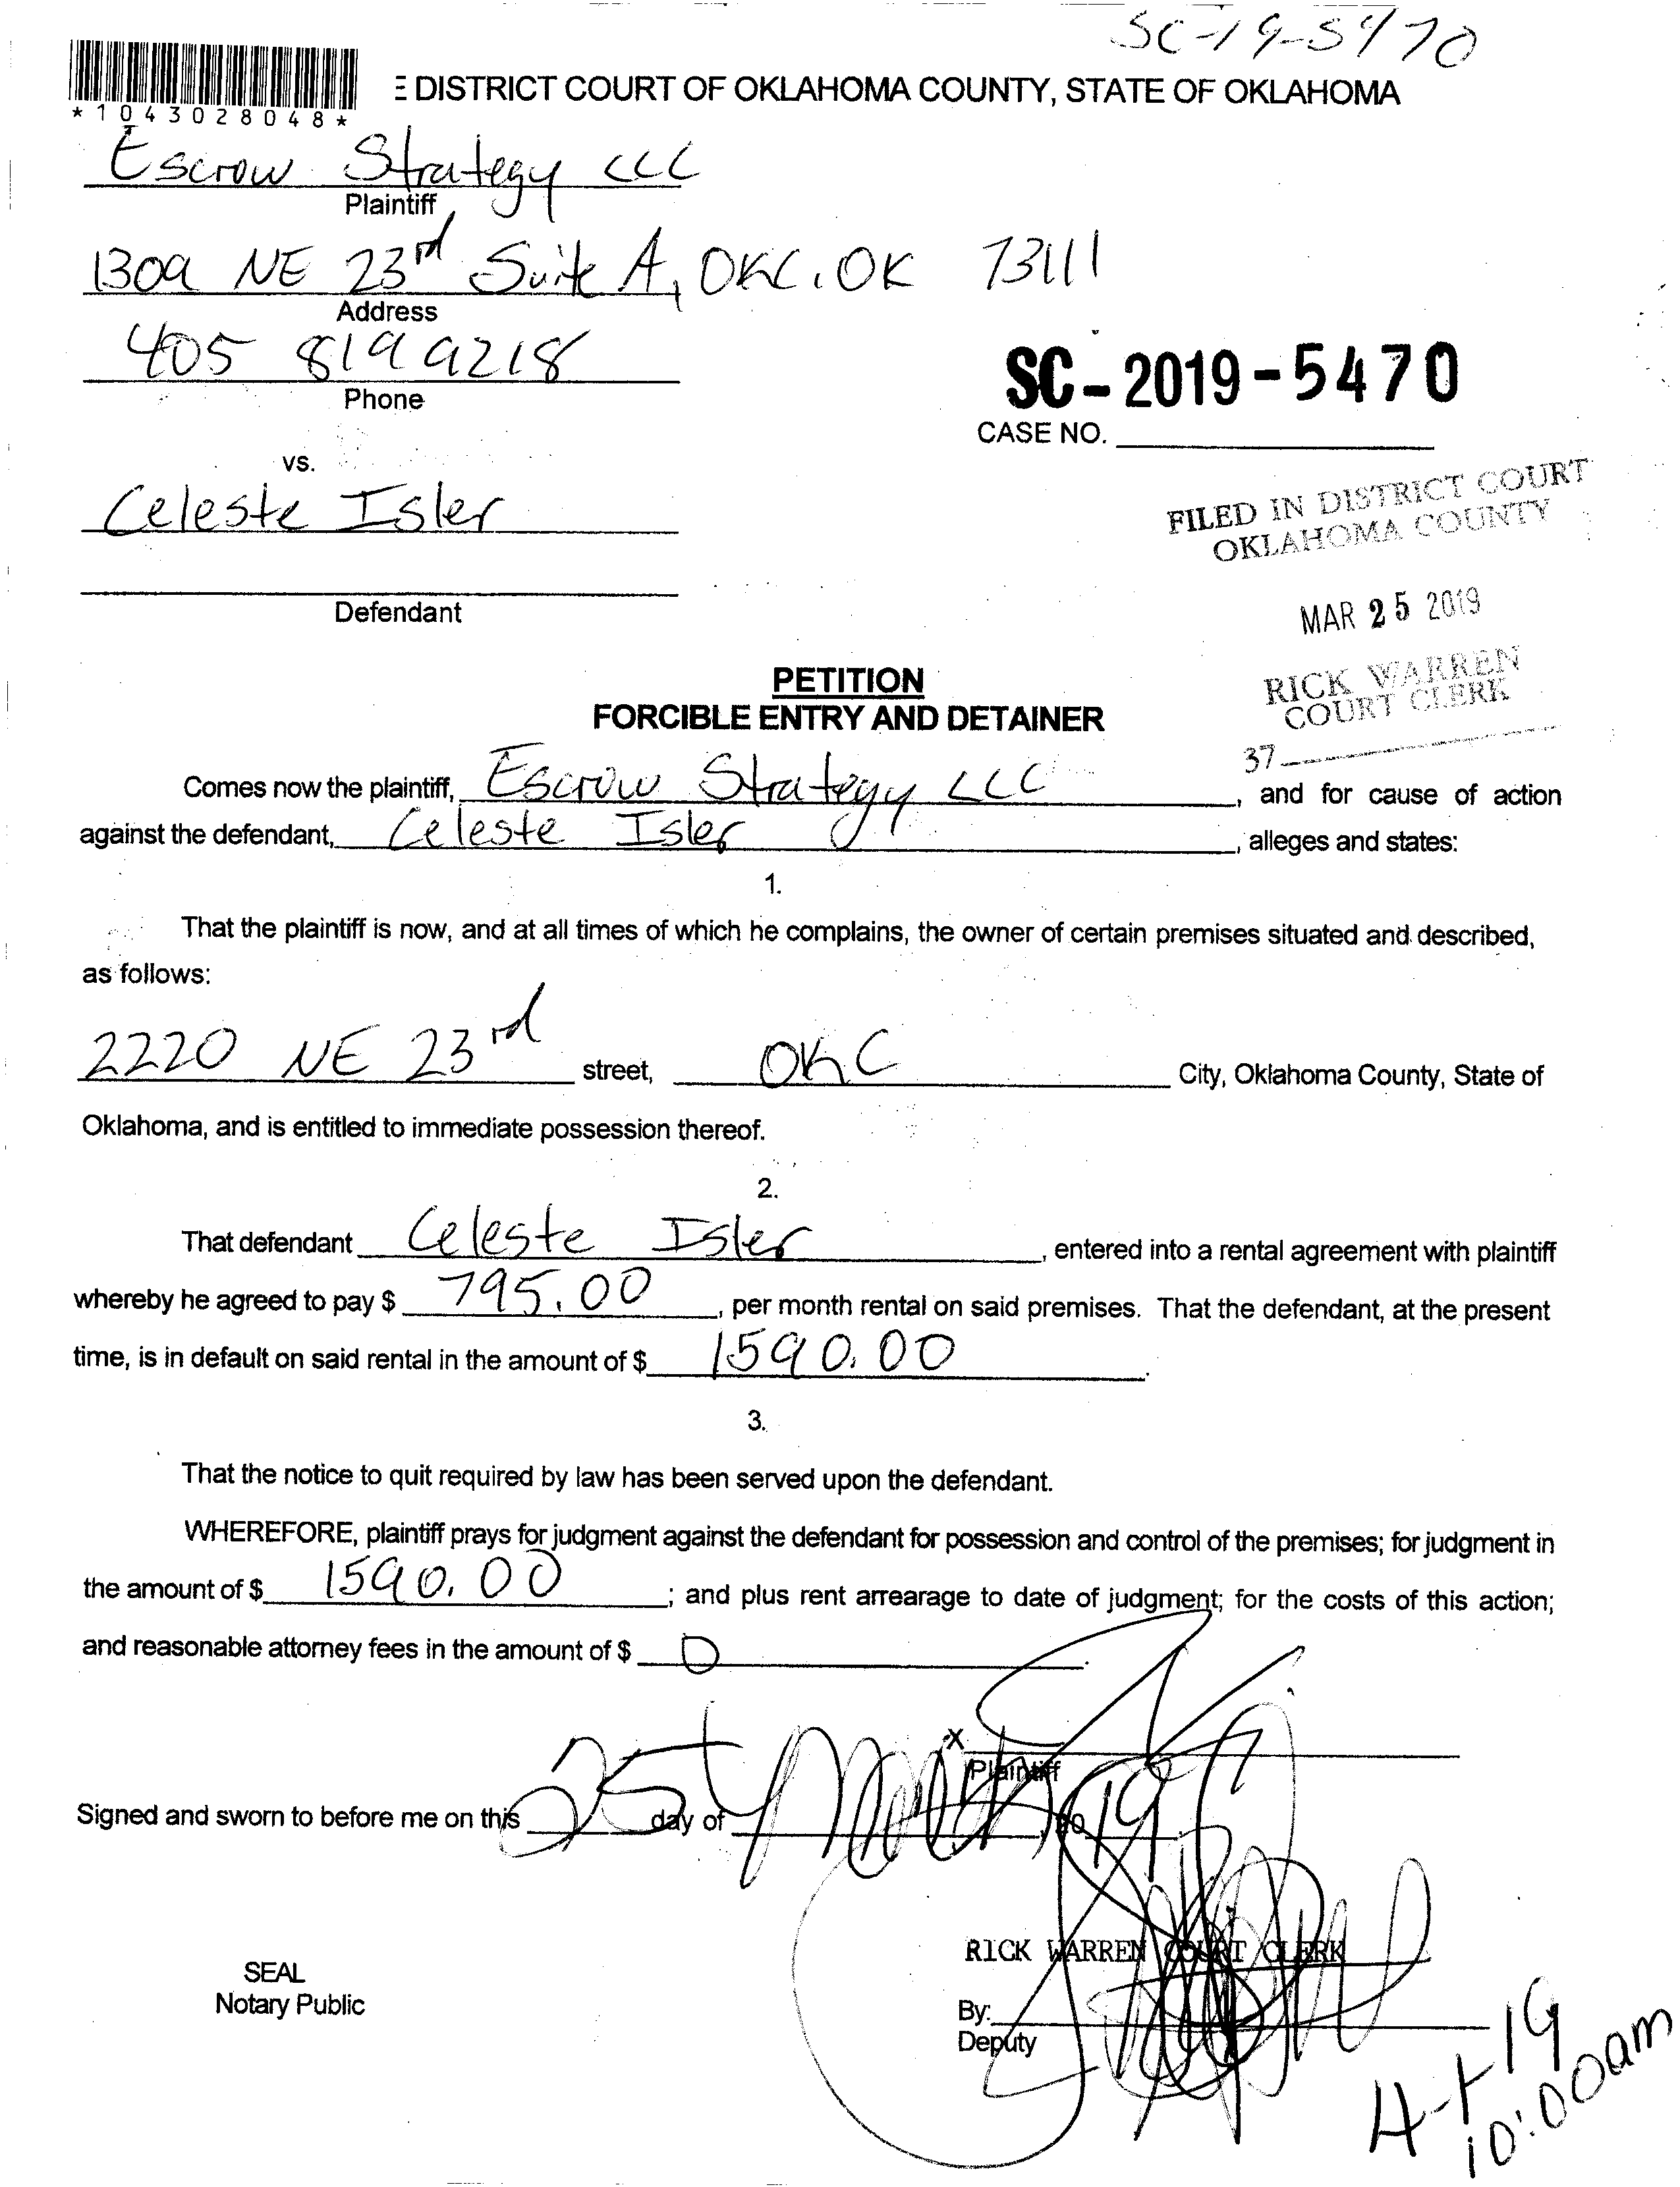 SC-19-5470
*1043028048*
E DISTRICT COURT OF OKLAHOMA COUNTY, STATE OF OKLAHOMA
Escrow Strategy LLC
Plaintiff
1309 NE 23rd Suite A, OKC, OK 73111
Address
405 819 9218
Phone
SC-2019-5470
CASE NO.
vs.
Celeste Isler
FILED IN DISTRICT COURT
OKLAHOMA COUNTY
Defendant
MAR 25 2019
PETITION
FORCIBLE ENTRY AND DETAINER
RICK WARREN
COURT CLERK
37
Comes now the plaintiff, Escrow Strategy LLC, and for cause of action
against the defendant, Celeste Isler, alleges and states:
1.
That the plaintiff is now, and at all times of which he complains, the owner of certain premises situated and described,
as follows:
2220 NE 23rd street, OKC City, Oklahoma County, State of
Oklahoma, and is entitled to immediate possession thereof.
2.
That defendant Celeste Isler, entered into a rental agreement with plaintiff
whereby he agreed to pay $ 795.00, per month rental on said premises. That the defendant, at the present
time, is in default on said rental in the amount of $ 1590.00.
3.
That the notice to quit required by law has been served upon the defendant.
WHEREFORE, plaintiff prays for judgment against the defendant for possession and control of the premises; for judgment in
the amount of $ 1590.00; and plus rent arrearage to date of judgment; for the costs of this action;
and reasonable attorney fees in the amount of $ 0.
X
Plaintiff
Signed and sworn to before me on this 25 day of March, 2019.
RICK WARREN COURT CLERK
SEAL
Notary Public
By:
Deputy
4-1-19
10:00am